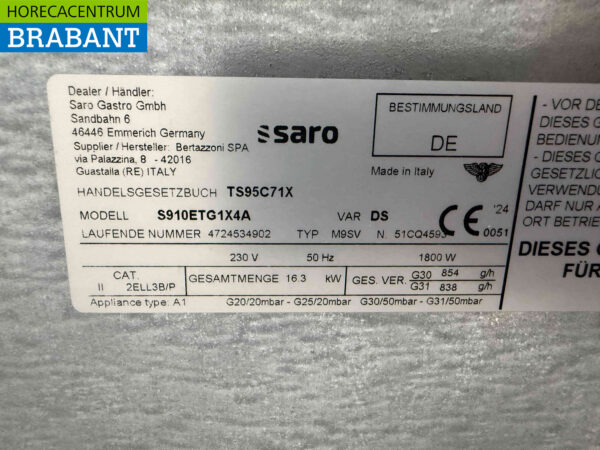 HORECACENTRUM
BRABANT
Dealer / Händler:
Saro Gastro Gmbh
Sandbahn 6
46446 Emmerich Germany
Supplier / Hersteller: Bertazzoni SPA
via Palazzina, 8 - 42016
Guastalla (RE) ITALY
saro
BESTIMMUNGSLAND
DE
Made in Italy
HANDELSGESETZBUCH TS95C71X
MODELL S910ETG1X4A VAR DS
CE '24
0051
LAUFENDE NUMMER 4724534902 TYP M9SV N. 51CQ4593
230 V 50 Hz 1800 W
CAT.
II 2ELL3B/P
GESAMTMENGE 16.3 kW
GES. VER. G30 854 g/h
G31 838 g/h
Appliance type: A1 G20/20mbar - G25/20mbar G30/50mbar - G31/50mbar
- VOR DE
DIESES G
BEDIENUN
- DIESES G
GESETZLIC
VERWENDU
DARF NUR A
ORT BETRIE
DIESES G
FÜR